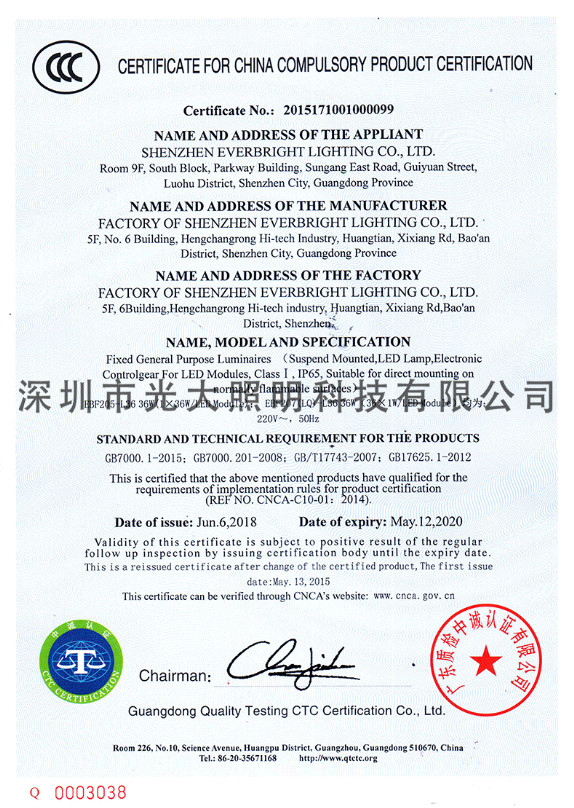 CCC
CERTIFICATE FOR CHINA COMPULSORY PRODUCT CERTIFICATION
Certificate No.: 2015171001000099
NAME AND ADDRESS OF THE APPLIANT
SHENZHEN EVERBRIGHT LIGHTING CO., LTD.
Room 9F, South Block, Parkway Building, Sungang East Road, Guiyuan Street,
Luohu District, Shenzhen City, Guangdong Province
NAME AND ADDRESS OF THE MANUFACTURER
FACTORY OF SHENZHEN EVERBRIGHT LIGHTING CO., LTD.
5F, No. 6 Building, Hengchangrong Hi-tech Industry, Huangtian, Xixiang Rd, Bao'an
District, Shenzhen City, Guangdong Province
NAME AND ADDRESS OF THE FACTORY
FACTORY OF SHENZHEN EVERBRIGHT LIGHTING CO., LTD.
5F, 6Building,Hengchangrong Hi-tech industry, Huangtian, Xixiang Rd,Bao'an
District, Shenzhen,
NAME, MODEL AND SPECIFICATION
Fixed General Purpose Luminaires （Suspend Mounted,LED Lamp,Electronic
Controlgear For LED Modules, ClassⅠ, IP65, Suitable for direct mounting on
normally flammable surfaces）
深圳市光大照明科技有限公司
220V～, 50Hz
STANDARD AND TECHNICAL REQUIREMENT FOR THE PRODUCTS
GB7000.1-2015; GB7000.201-2008; GB/T17743-2007; GB17625.1-2012
This is certified that the above mentioned products have qualified for the
requirements of implementation rules for product certification
(REF NO. CNCA-C10-01: 2014).
Date of issue: Jun.6,2018 Date of expiry: May.12,2020
Validity of this certificate is subject to positive result of the regular
follow up inspection by issuing certification body until the expiry date.
This is a reissued certificate after change of the certified product, The first issue
date:May. 13, 2015
This certificate can be verified through CNCA's website: www.cnca.gov.cn
中诚认证
CTC CERTIFICATION
Chairman:
广东质检中诚认证有限公司
Guangdong Quality Testing CTC Certification Co., Ltd.
Room 226, No.10, Science Avenue, Huangpu District, Guangzhou, Guangdong 510670, China
Tel.: 86-20-35671168 http://www.qtctc.org
Q 0003038